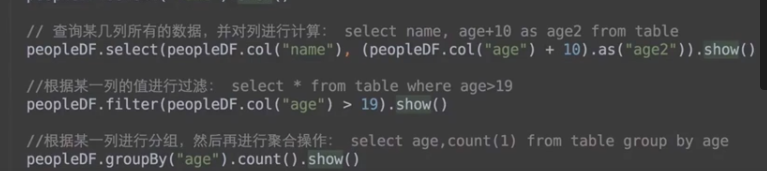 // 查询某几列所有的数据，并对列进行计算： select name, age+10 as age2 from table
peopleDF.select(peopleDF.col("name"), (peopleDF.col("age") + 10).as("age2")).show()
//根据某一列的值进行过滤： select * from table where age>19
peopleDF.filter(peopleDF.col("age") > 19).show()
//根据某一列进行分组，然后再进行聚合操作： select age,count(1) from table group by age
peopleDF.groupBy("age").count().show()